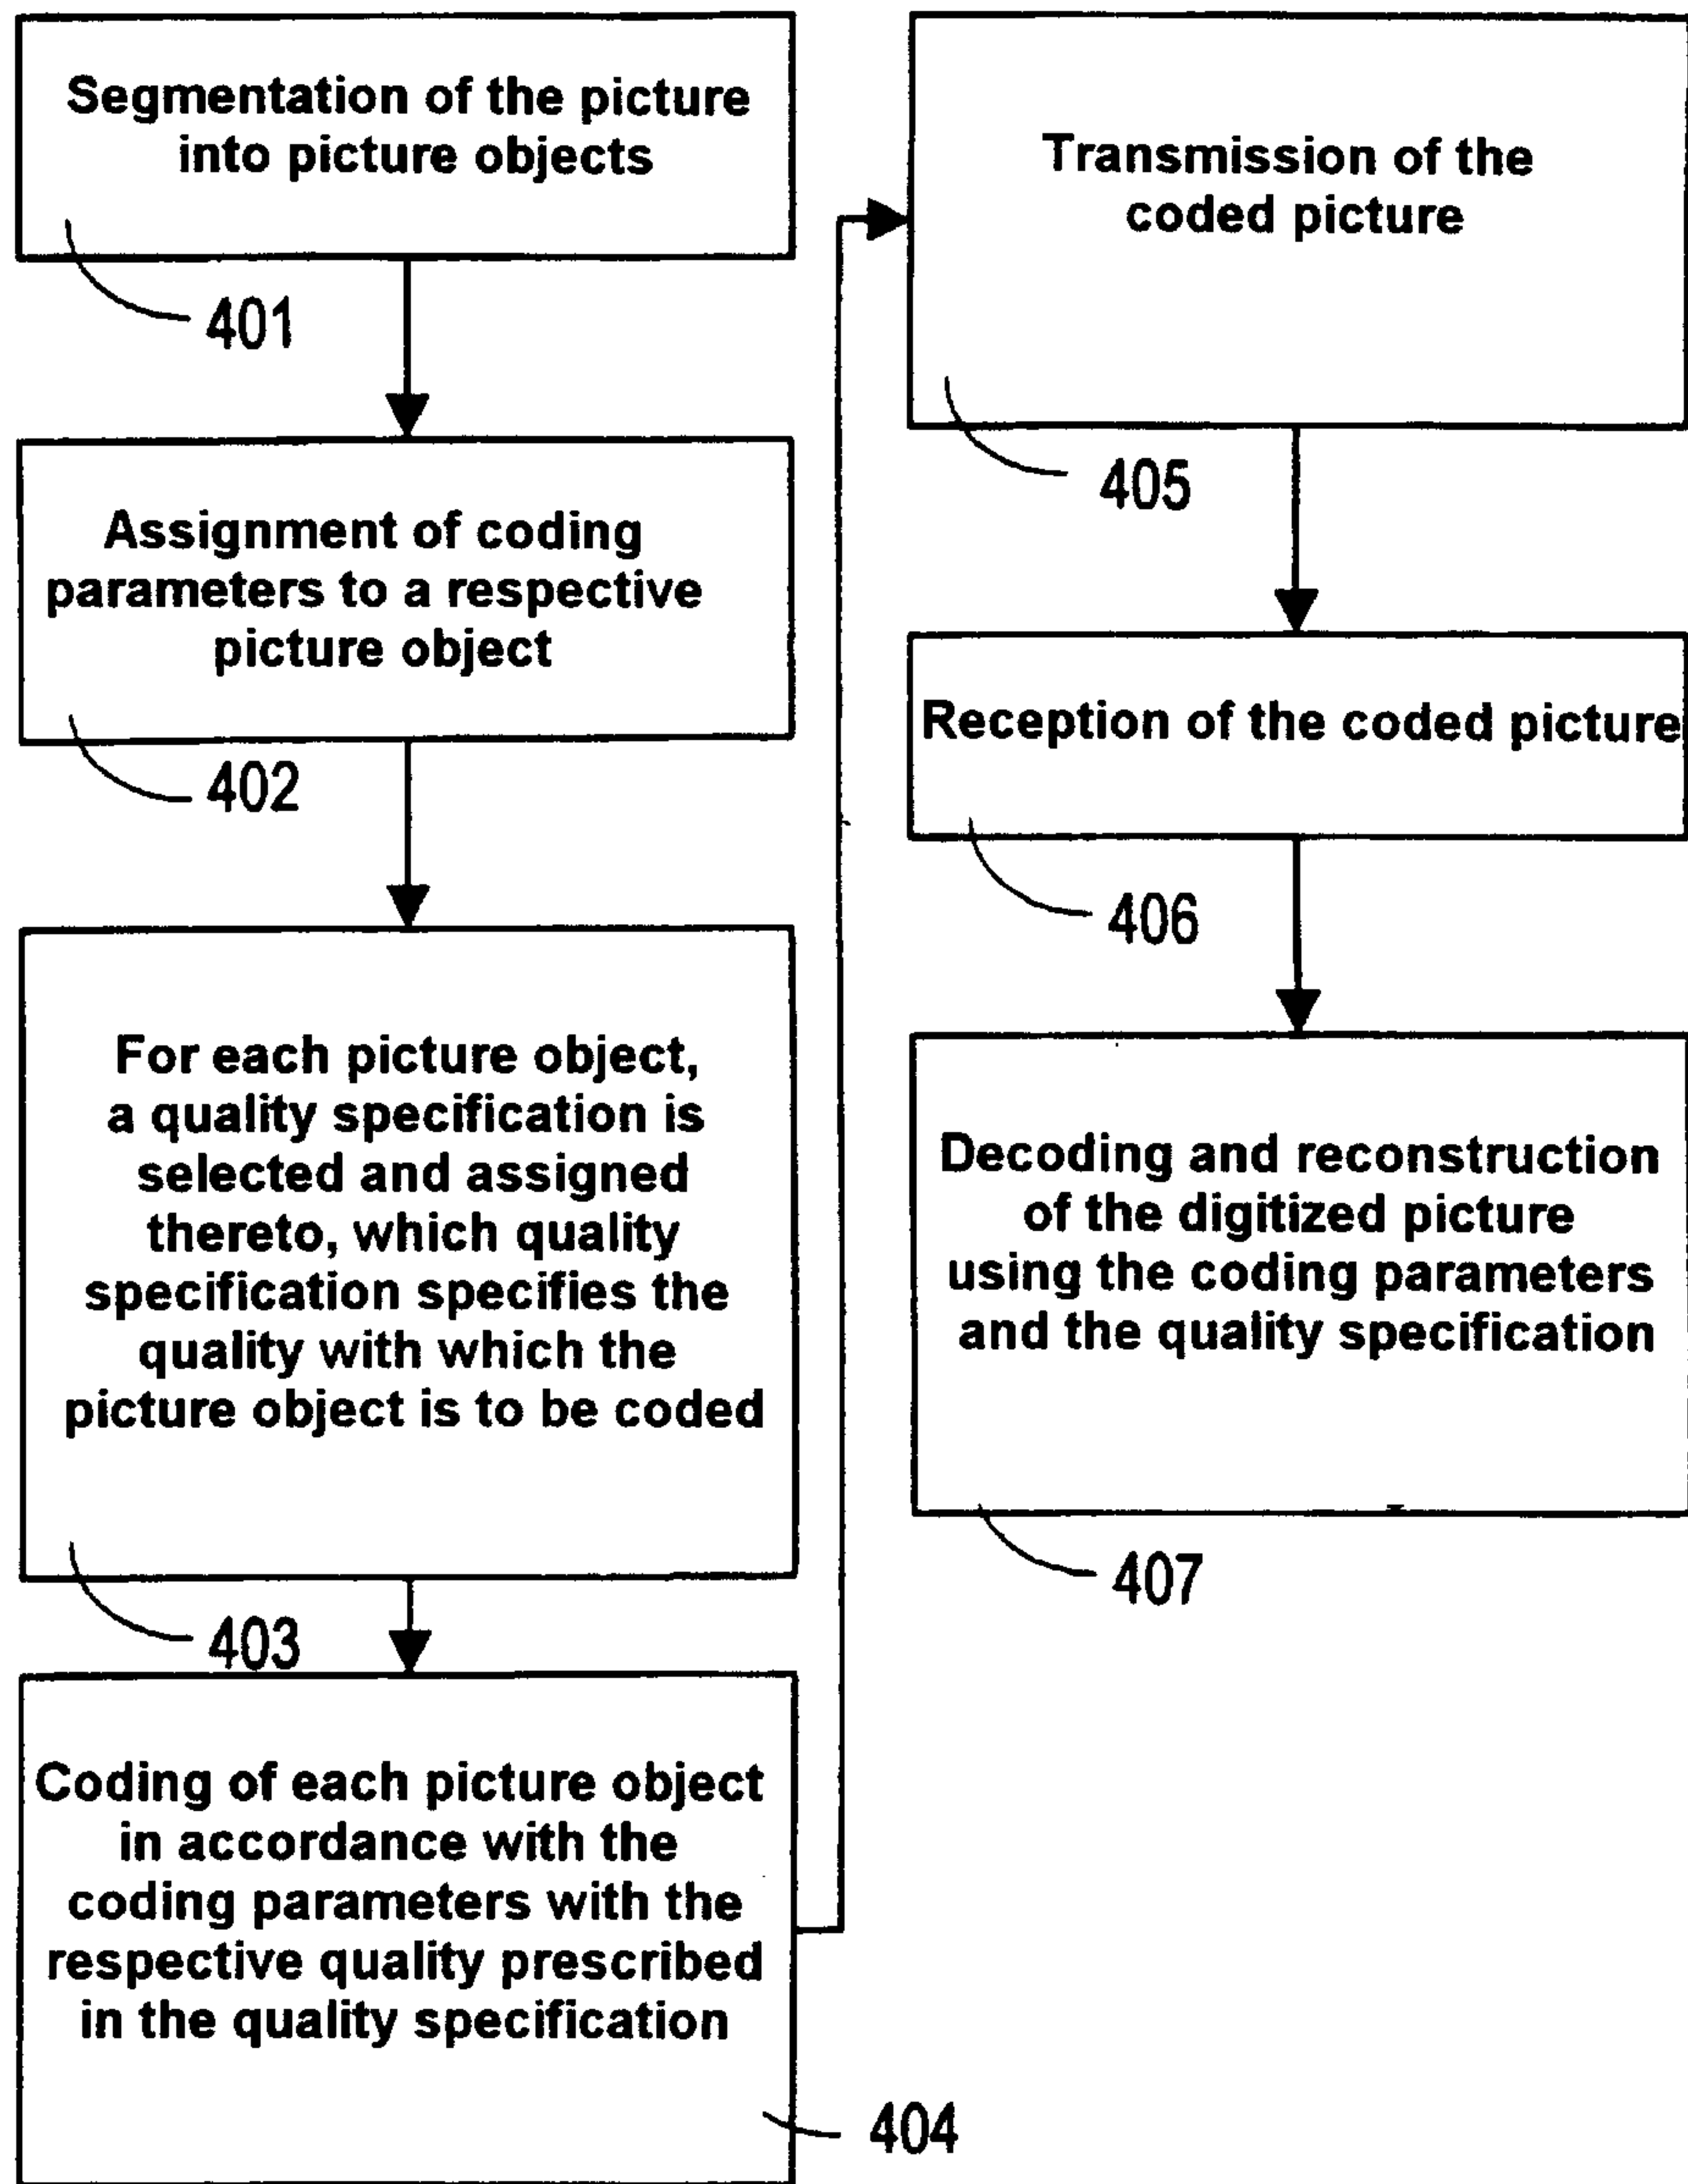 Segmentation of the picture
into picture objects
401
Assignment of coding
parameters to a respective
picture object
402
For each picture object,
a quality specification is
selected and assigned
thereto, which quality
specification specifies the
quality with which the
picture object is to be coded
403
Coding of each picture object
in accordance with the
coding parameters with the
respective quality prescribed
in the quality specification
404
Transmission of the
coded picture
405
Reception of the coded picture
406
Decoding and reconstruction
of the digitized picture
using the coding parameters
and the quality specification
407